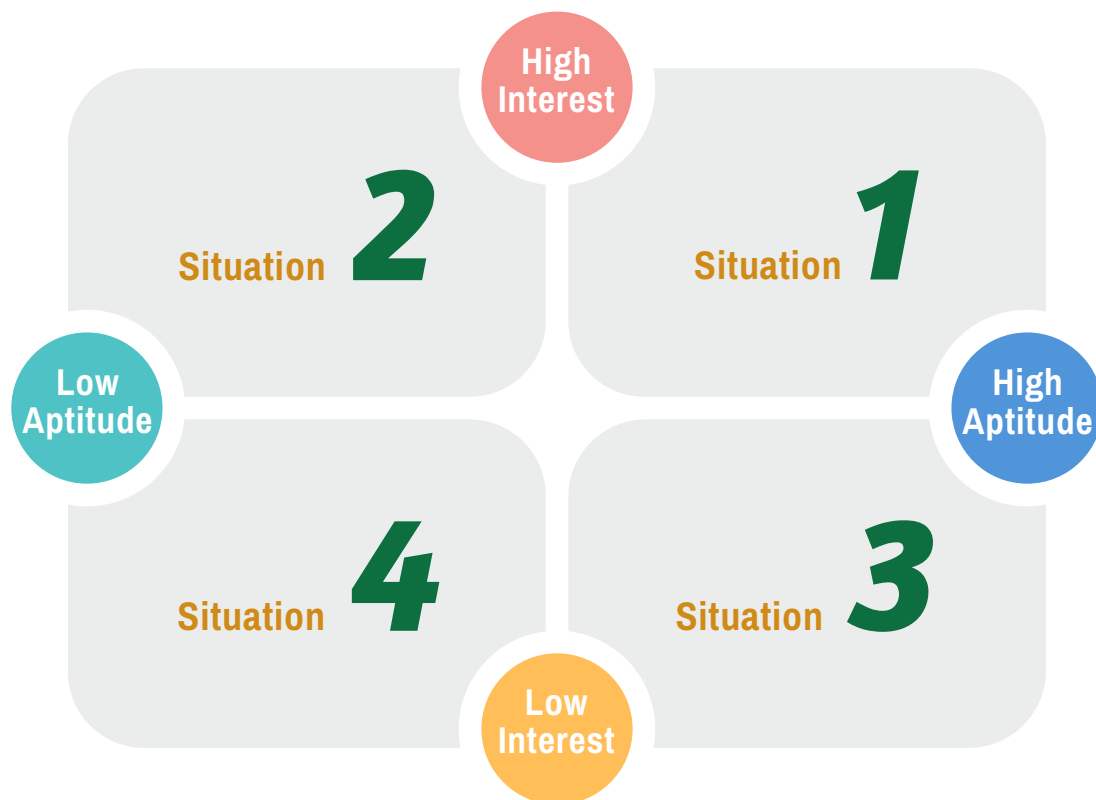 High
Interest
Situation 2
Situation 1
Low
Aptitude
High
Aptitude
Situation 4
Situation 3
Low
Interest